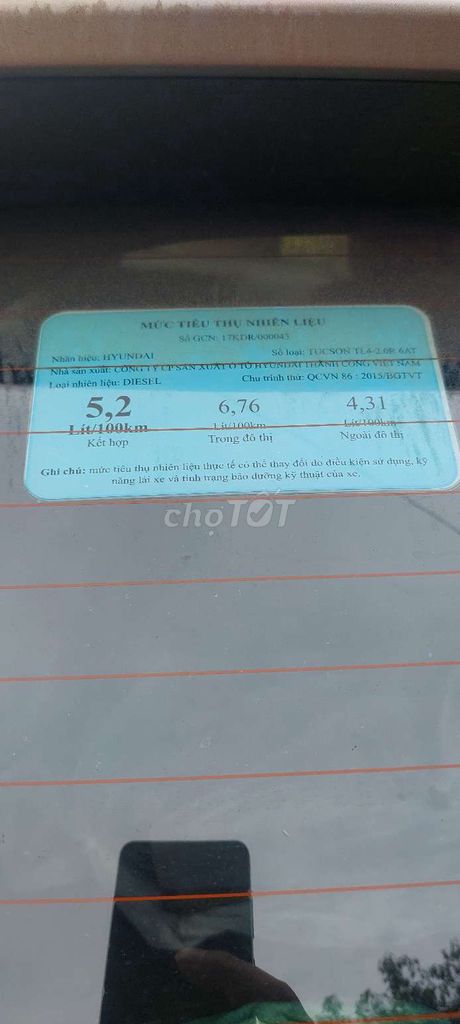 MỨC TIÊU THỤ NHIÊN LIỆU
Số GCN: 17KDR/000043
Nhãn hiệu: HYUNDAI Số loại: TUCSON TL4-2.0R 6AT
Nhà sản xuất: CÔNG TY CP SẢN XUẤT Ô TÔ HYUNDAI THÀNH CÔNG VIỆT NAM
Loại nhiên liệu: DIESEL Chu trình thử: QCVN 86 : 2015/BGTVT
5,2 6,76 4,31
Lít/100km Lít/100km Lít/100km
Kết hợp Trong đô thị Ngoài đô thị
Ghi chú: mức tiêu thụ nhiên liệu thực tế có thể thay đổi do điều kiện sử dụng, kỹ
năng lái xe và tình trạng bảo dưỡng kỹ thuật của xe.
chợTỐT